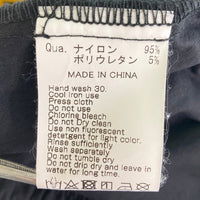 Qua. ナイロン 95%
ポリウレタン 5%
MADE IN CHINA
Hand wash 30.
Cool iron use
Press cloth
Do not use
Chlorine bleach
Do not Dry clean
Use non fluorescent
detergent for light color.
Rinse sufficiently
Wash separately
Do not tumble dry
Do not drip dry and leave in
water for long time.